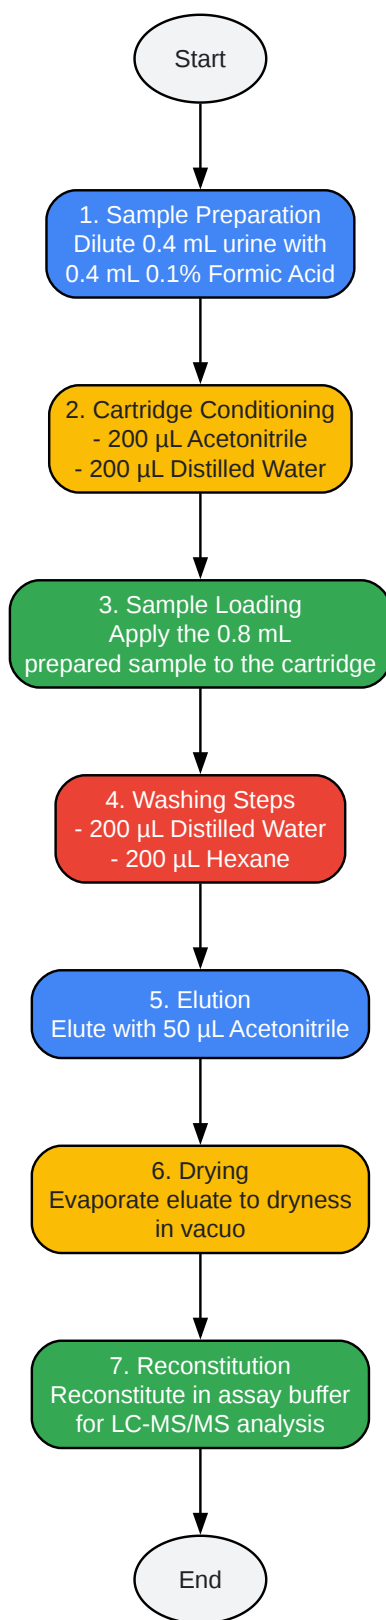 Start
1. Sample Preparation
Dilute 0.4 mL urine with
0.4 mL 0.1% Formic Acid
2. Cartridge Conditioning
- 200 µL Acetonitrile
- 200 µL Distilled Water
3. Sample Loading
Apply the 0.8 mL
prepared sample to the cartridge
4. Washing Steps
- 200 µL Distilled Water
- 200 µL Hexane
5. Elution
Elute with 50 µL Acetonitrile
6. Drying
Evaporate eluate to dryness
in vacuo
7. Reconstitution
Reconstitute in assay buffer
for LC-MS/MS analysis
End